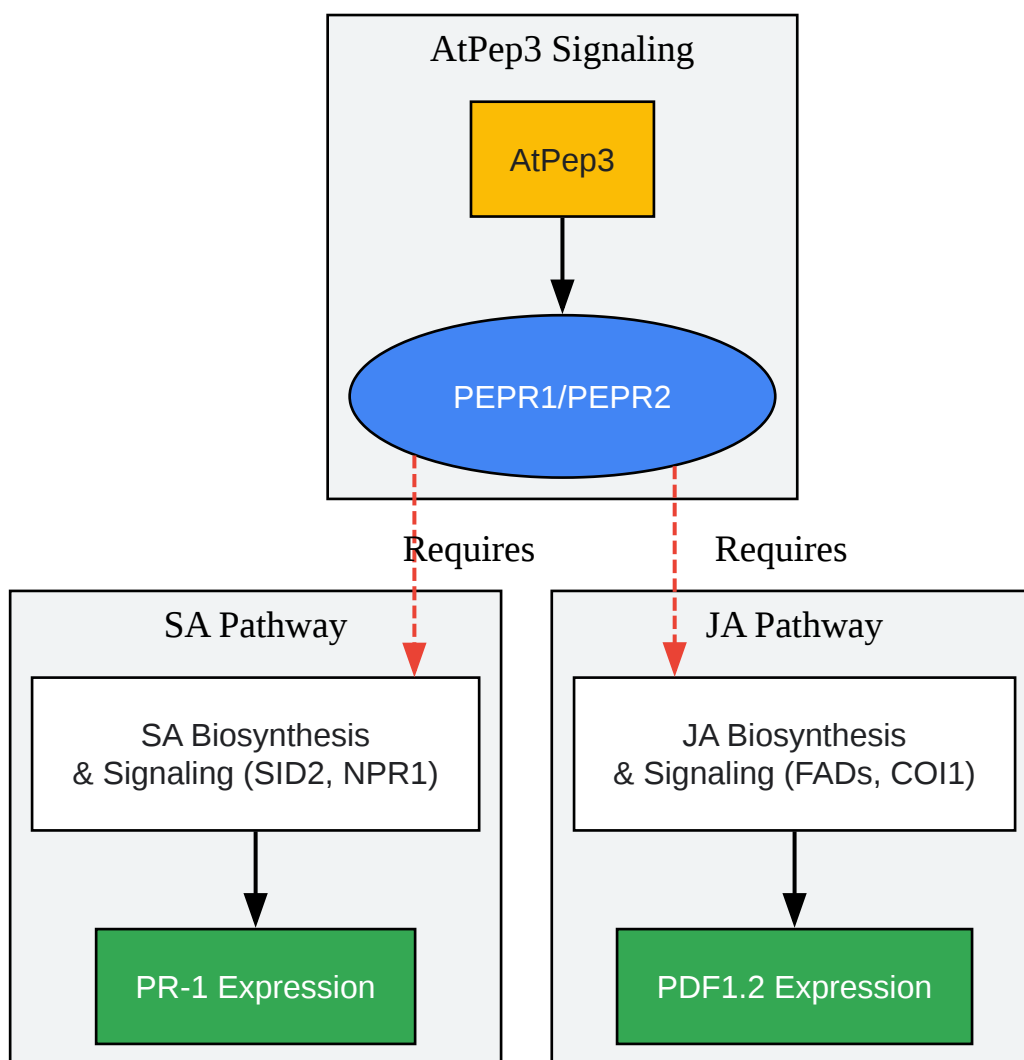 AtPep3 Signaling
AtPep3
PEPR1/PEPR2
Requires
Requires
SA Pathway
SA Biosynthesis
& Signaling (SID2, NPR1)
PR-1 Expression
JA Pathway
JA Biosynthesis
& Signaling (FADs, COI1)
PDF1.2 Expression